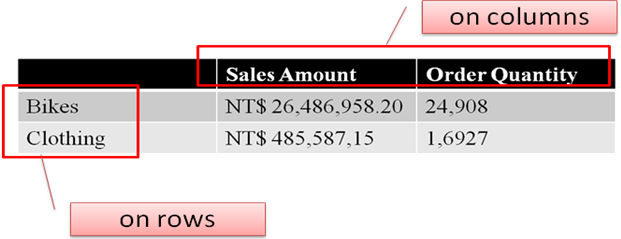 on columns
Sales Amount Order Quantity
Bikes NT$ 26,486,958.20 24,908
Clothing NT$ 485,587,15 1,6927
on rows